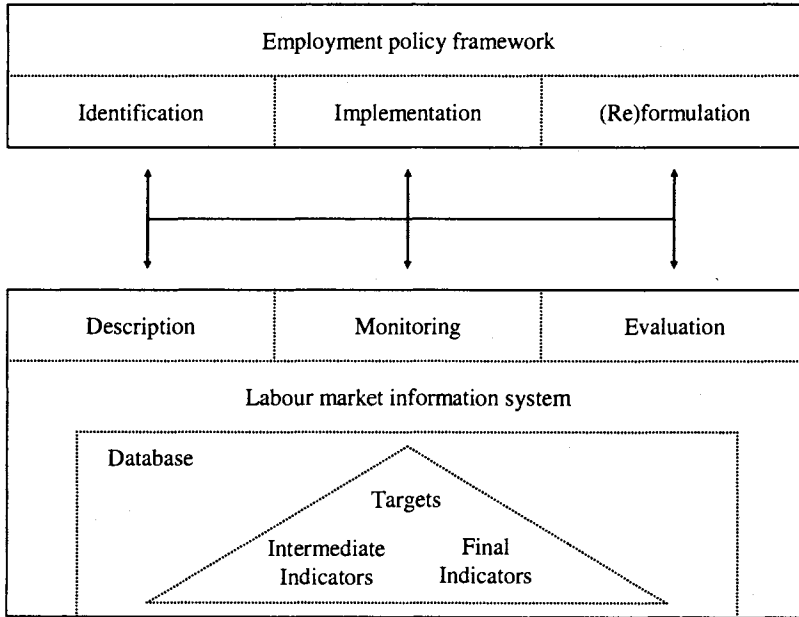 Employment policy framework
Identification
Implementation
(Re)formulation
Description
Monitoring
Evaluation
Labour market information system
Database
Targets
Intermediate
Indicators
Final
Indicators